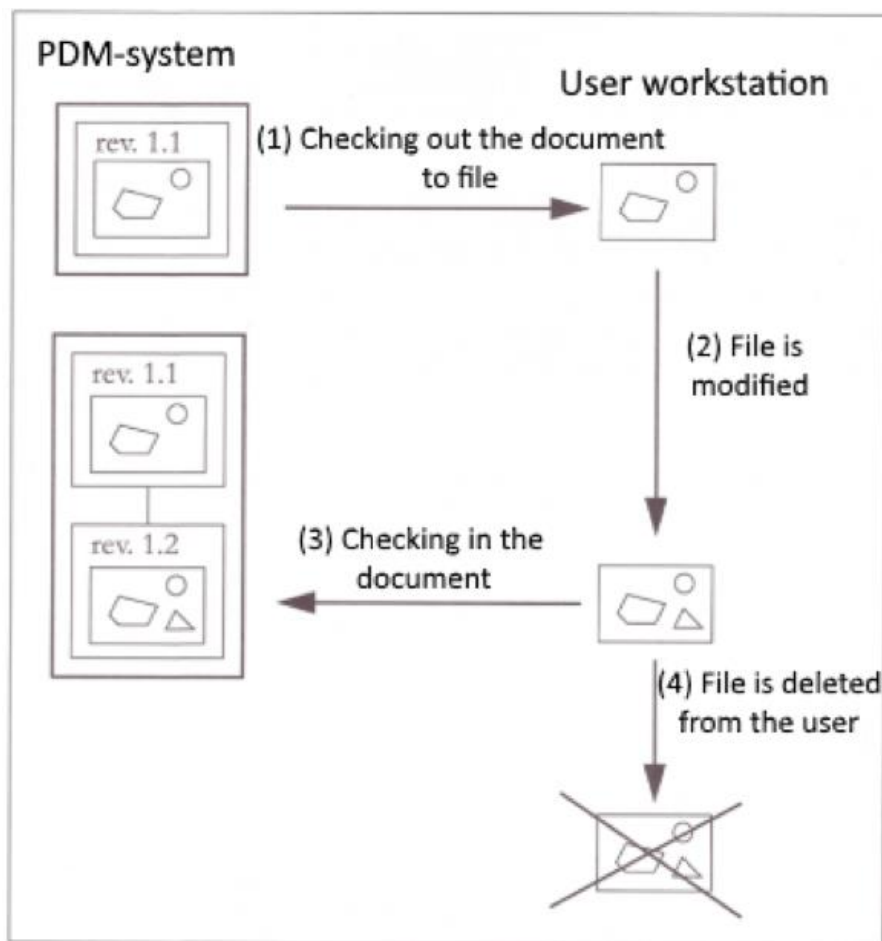 PDM-system
User workstation
rev. 1.1
(1) Checking out the document
to file
(2) File is
modified
rev. 1.1
rev. 1.2
(3) Checking in the
document
(4) File is deleted
from the user